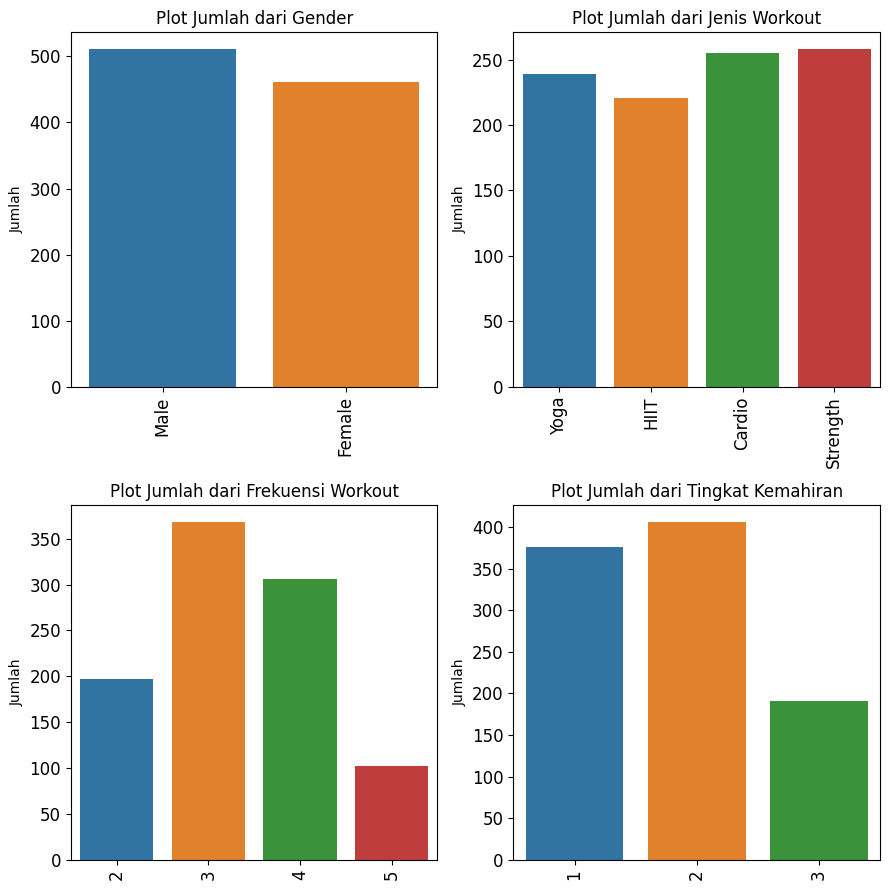 Plot Jumlah dari Gender
Jumlah
500
400
300
200
100
0
Male
Female
Plot Jumlah dari Jenis Workout
Jumlah
250
200
150
100
50
0
Yoga
HIIT
Cardio
Strength
Plot Jumlah dari Frekuensi Workout
Jumlah
350
300
250
200
150
100
50
0
2
3
4
5
Plot Jumlah dari Tingkat Kemahiran
Jumlah
400
350
300
250
200
150
100
50
0
1
2
3